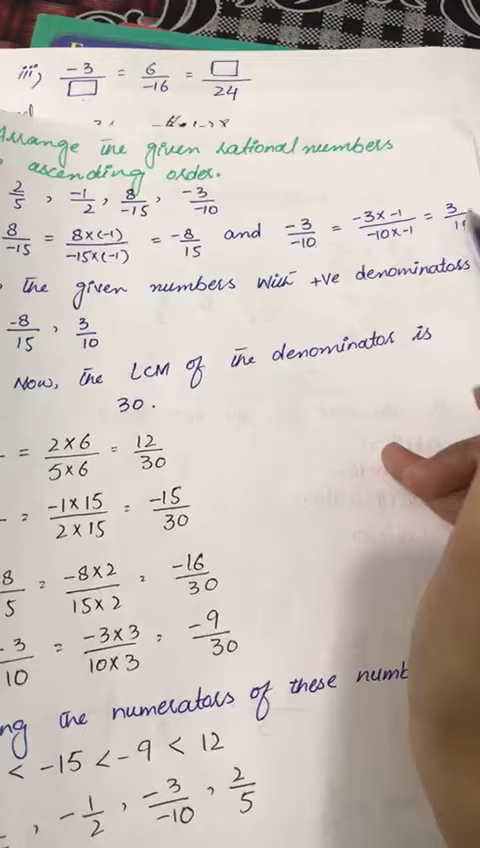 iii) -3/□ = 6/-16 = □/24
Arrange the given rational numbers
ascending order.
2/5 , -1/2 , 8/-15 , -3/-10
8/-15 = 8×(-1)/-15×(-1) = -8/15 and -3/-10 = -3×-1/-10×-1 = 3/
The given numbers with +ve denominators
-8/15 , 3/10
Now, the LCM of the denominator is
30.
= 2×6/5×6 = 12/30
= -1×15/2×15 = -15/30
8/5 = -8×2/15×2 = -16/30
-3/10 = -3×3/10×3 = -9/30
ng the numerators of these numb
< -15 < -9 < 12
, -1/2 , -3/-10 , 2/5